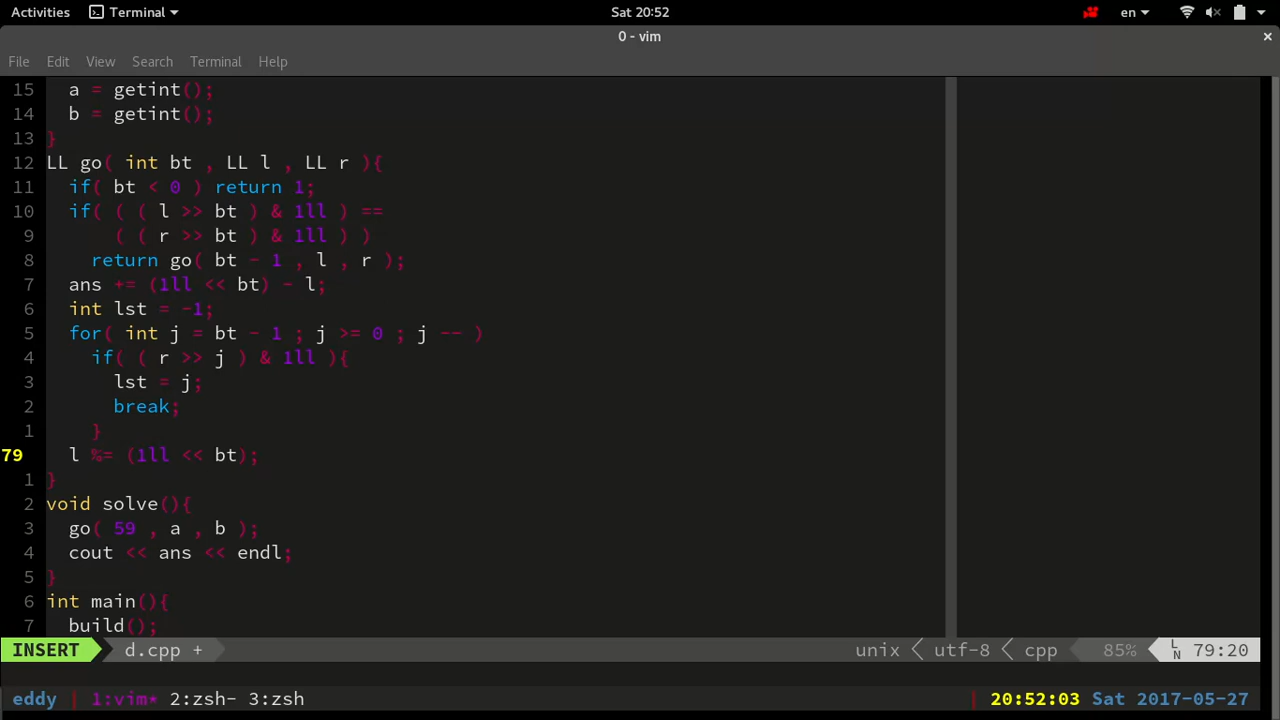 Activities Terminal Sat 20:52 en
0 - vim
File Edit View Search Terminal Help
15 a = getint();
14 b = getint();
13 }
12 LL go( int bt , LL l , LL r ){
11 if( bt < 0 ) return 1;
10 if( ( ( l >> bt ) & 1ll ) ==
9 ( ( r >> bt ) & 1ll ) )
8 return go( bt - 1 , l , r );
7 ans += (1ll << bt) - l;
6 int lst = -1;
5 for( int j = bt - 1 ; j >= 0 ; j -- )
4 if( ( r >> j ) & 1ll ){
3 lst = j;
2 break;
1 }
79 l %= (1ll << bt);
1 }
2 void solve(){
3 go( 59 , a , b );
4 cout << ans << endl;
5 }
6 int main(){
7 build();
INSERT d.cpp + unix utf-8 cpp 85% LN 79:20
eddy 1:vim* 2:zsh- 3:zsh 20:52:03 Sat 2017-05-27